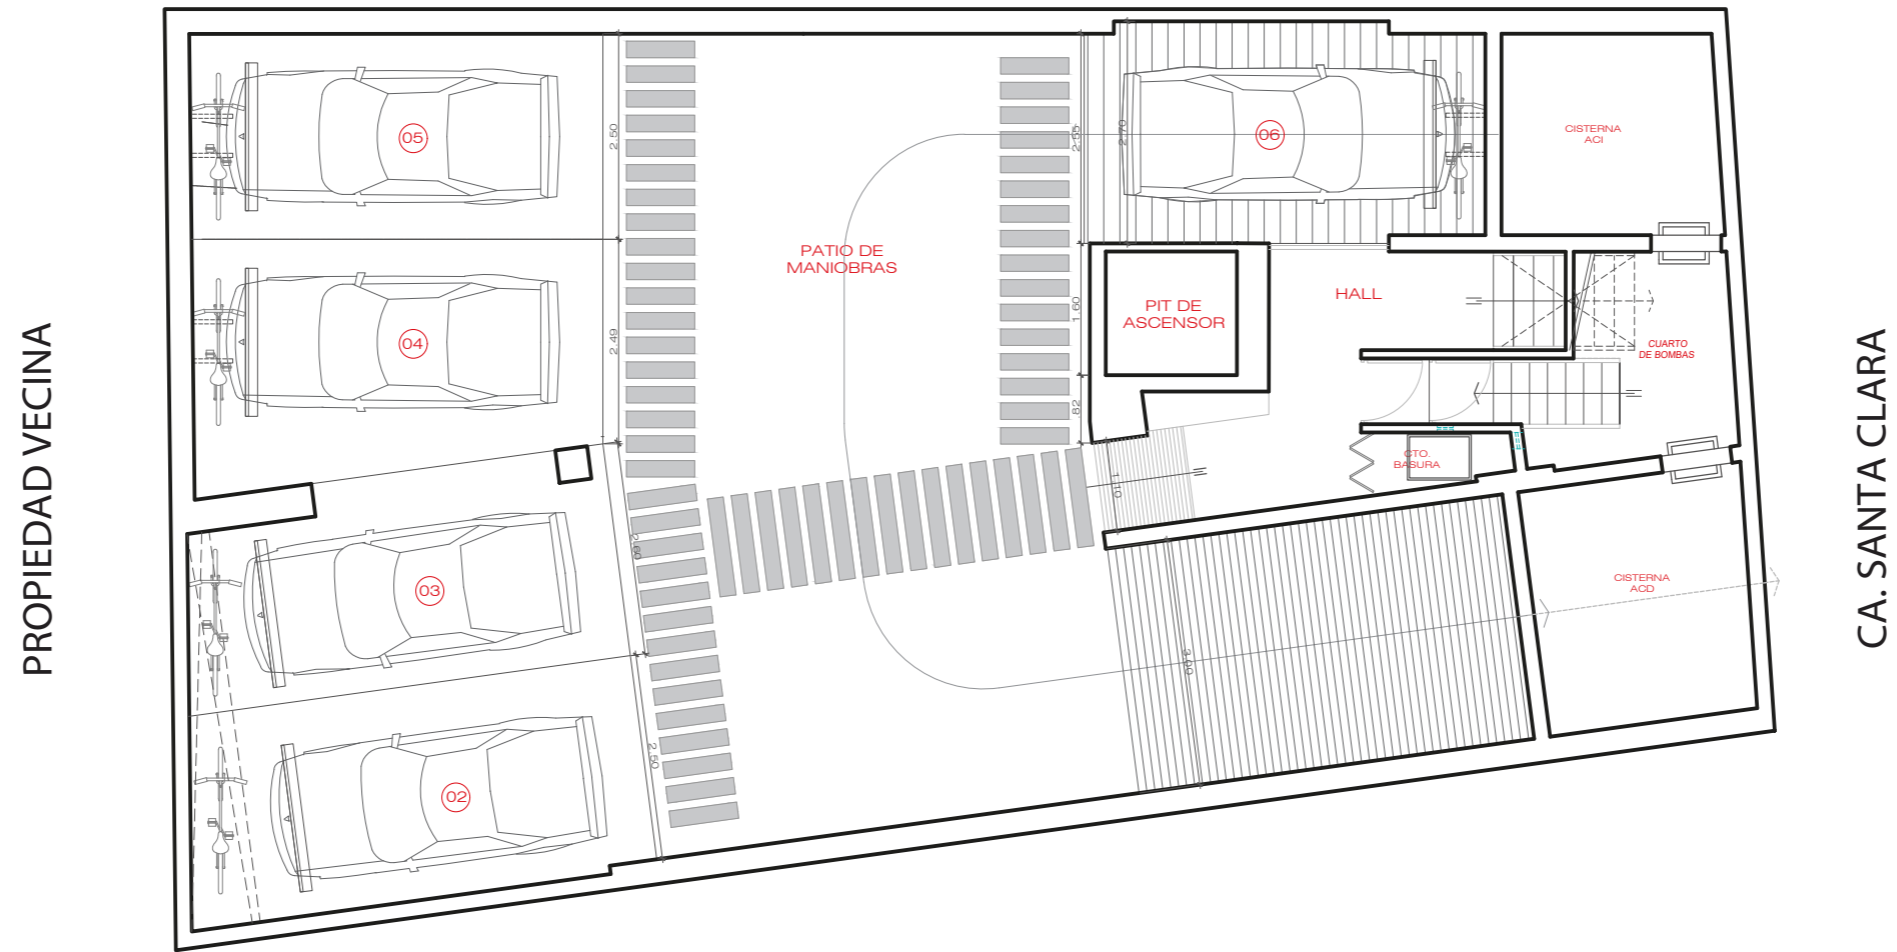 PROPIEDAD VECINA
05
2.50
2.55
2.70
06
CISTERNA
ACI
PATIO DE
MANIOBRAS
04
2.49
1.60
PIT DE
ASCENSOR
HALL
CUARTO
DE BOMBAS
.82
CTO.
BASURA
1.10
03
2.60
CISTERNA
ACD
3.00
02
2.50
CA. SANTA CLARA